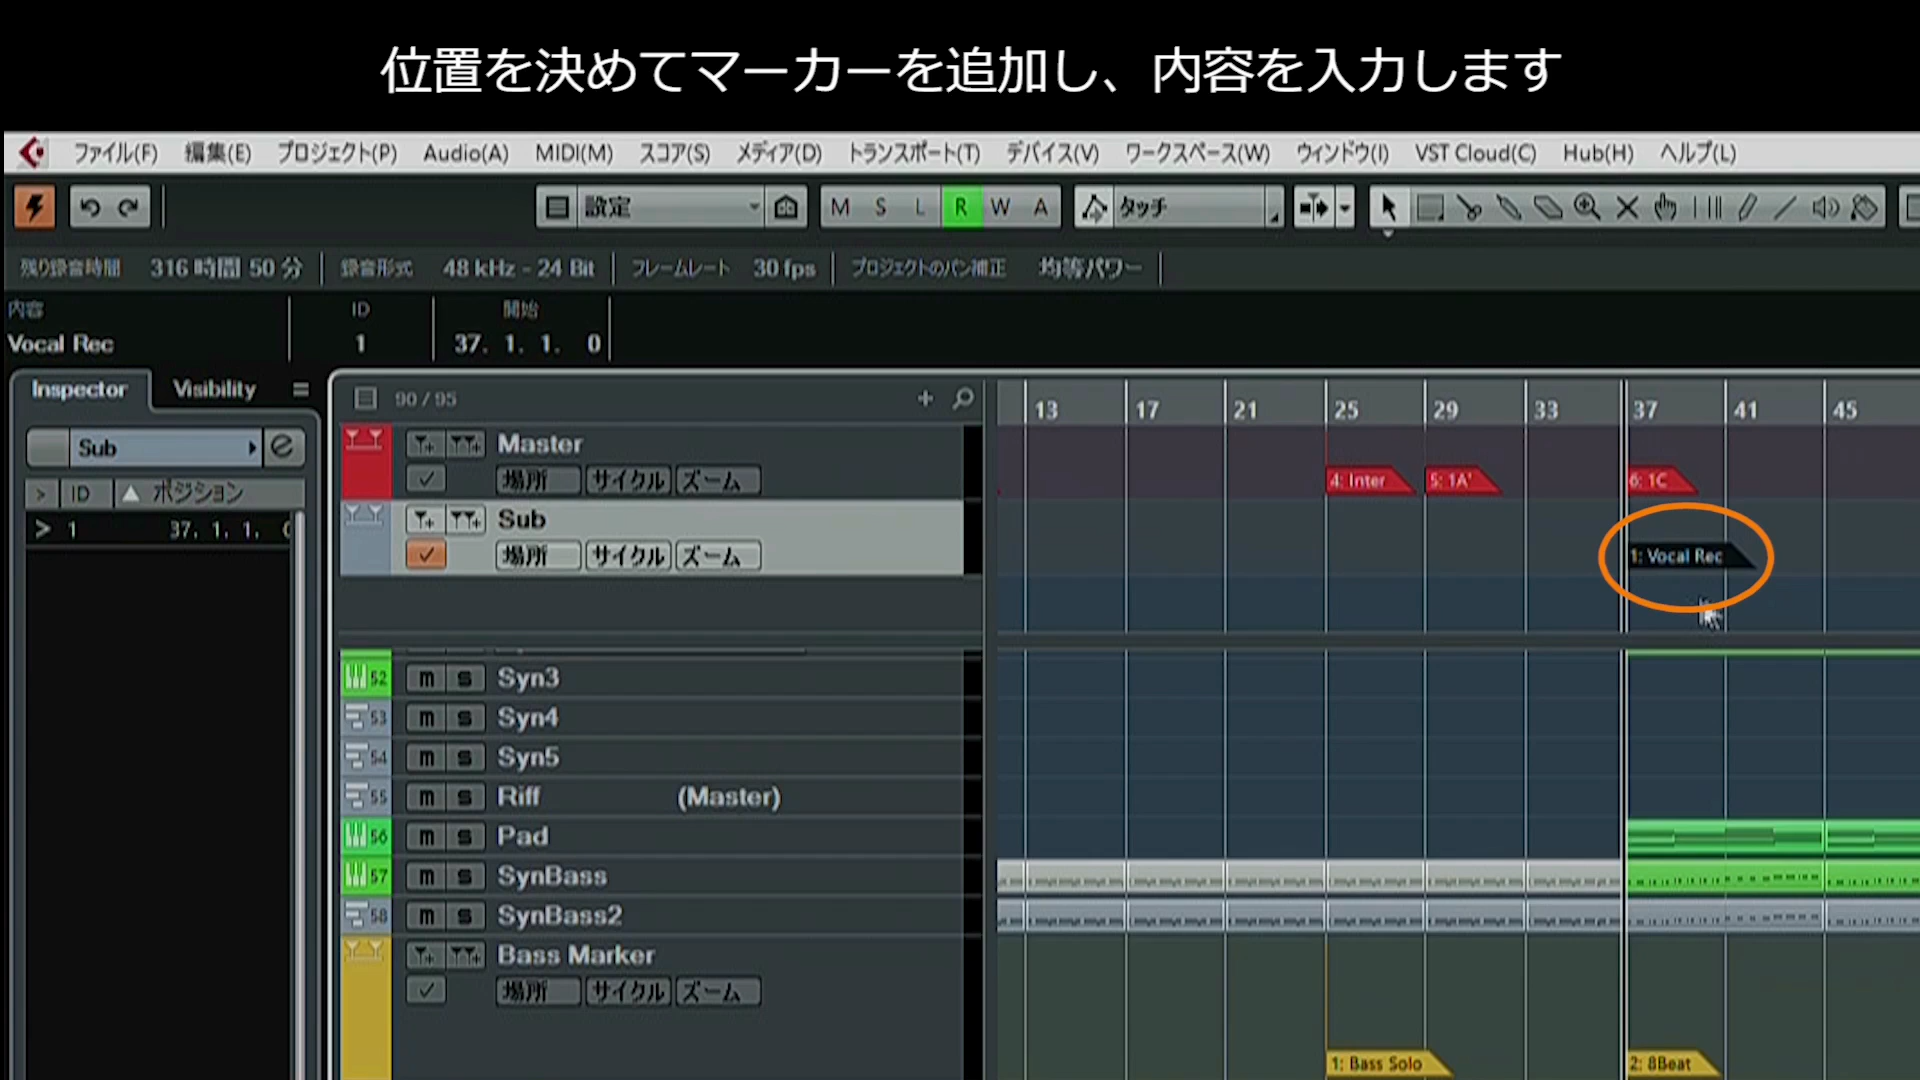 位置を決めてマーカーを追加し、内容を入力します
ファイル(F) 編集(E) プロジェクト(P) Audio(A) MIDI(M) スコア(S) メディア(D) トランスポート(T) デバイス(V) ワークスペース(W) ウィンドウ(I) VST Cloud(C) Hub(H) ヘルプ(L)
設定 M S L R W A タッチ
残り録音時間 316 時間 50 分 録音形式 48 kHz - 24 Bit フレームレート 30 fps プロジェクトのパン補正 均等パワー
内容 ID 開始
Vocal Rec 1 37. 1. 1. 0
Inspector Visibility
90 / 95
13 17 21 25 29 33 37 41 45
Sub
ID ポジション
1 37. 1. 1. 0
Master
場所 サイクル ズーム
4: Inter 5: 1A' 6: 1C
Sub
場所 サイクル ズーム
1: Vocal Rec
52 m s Syn3
53 m s Syn4
54 m s Syn5
55 m s Riff (Master)
56 m s Pad
57 m s SynBass
58 m s SynBass2
Bass Marker
場所 サイクル ズーム
1: Bass Solo 2: 8Beat